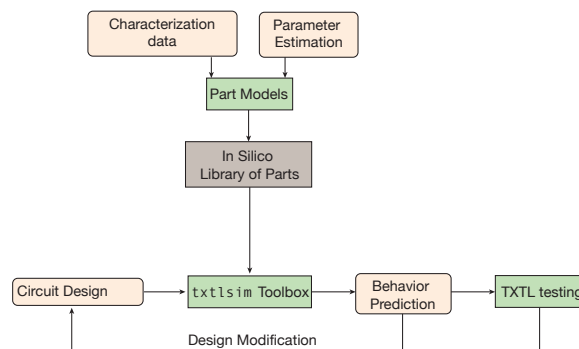 Characterization
data
Parameter
Estimation
Part Models
In Silico
Library of Parts
Circuit Design
txtlsim Toolbox
Behavior
Prediction
TXTL testing
Design Modification